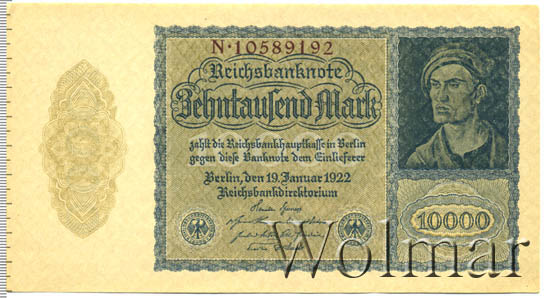 N·10589192
Reichsbanknote
Zehntausend Mark
zahlt die Reichsbankhauptkasse in Berlin
gegen diese Banknote dem Einlieferer
Berlin, den 19. Januar 1922
Reichsbankdirektorium
10000
Wolmar